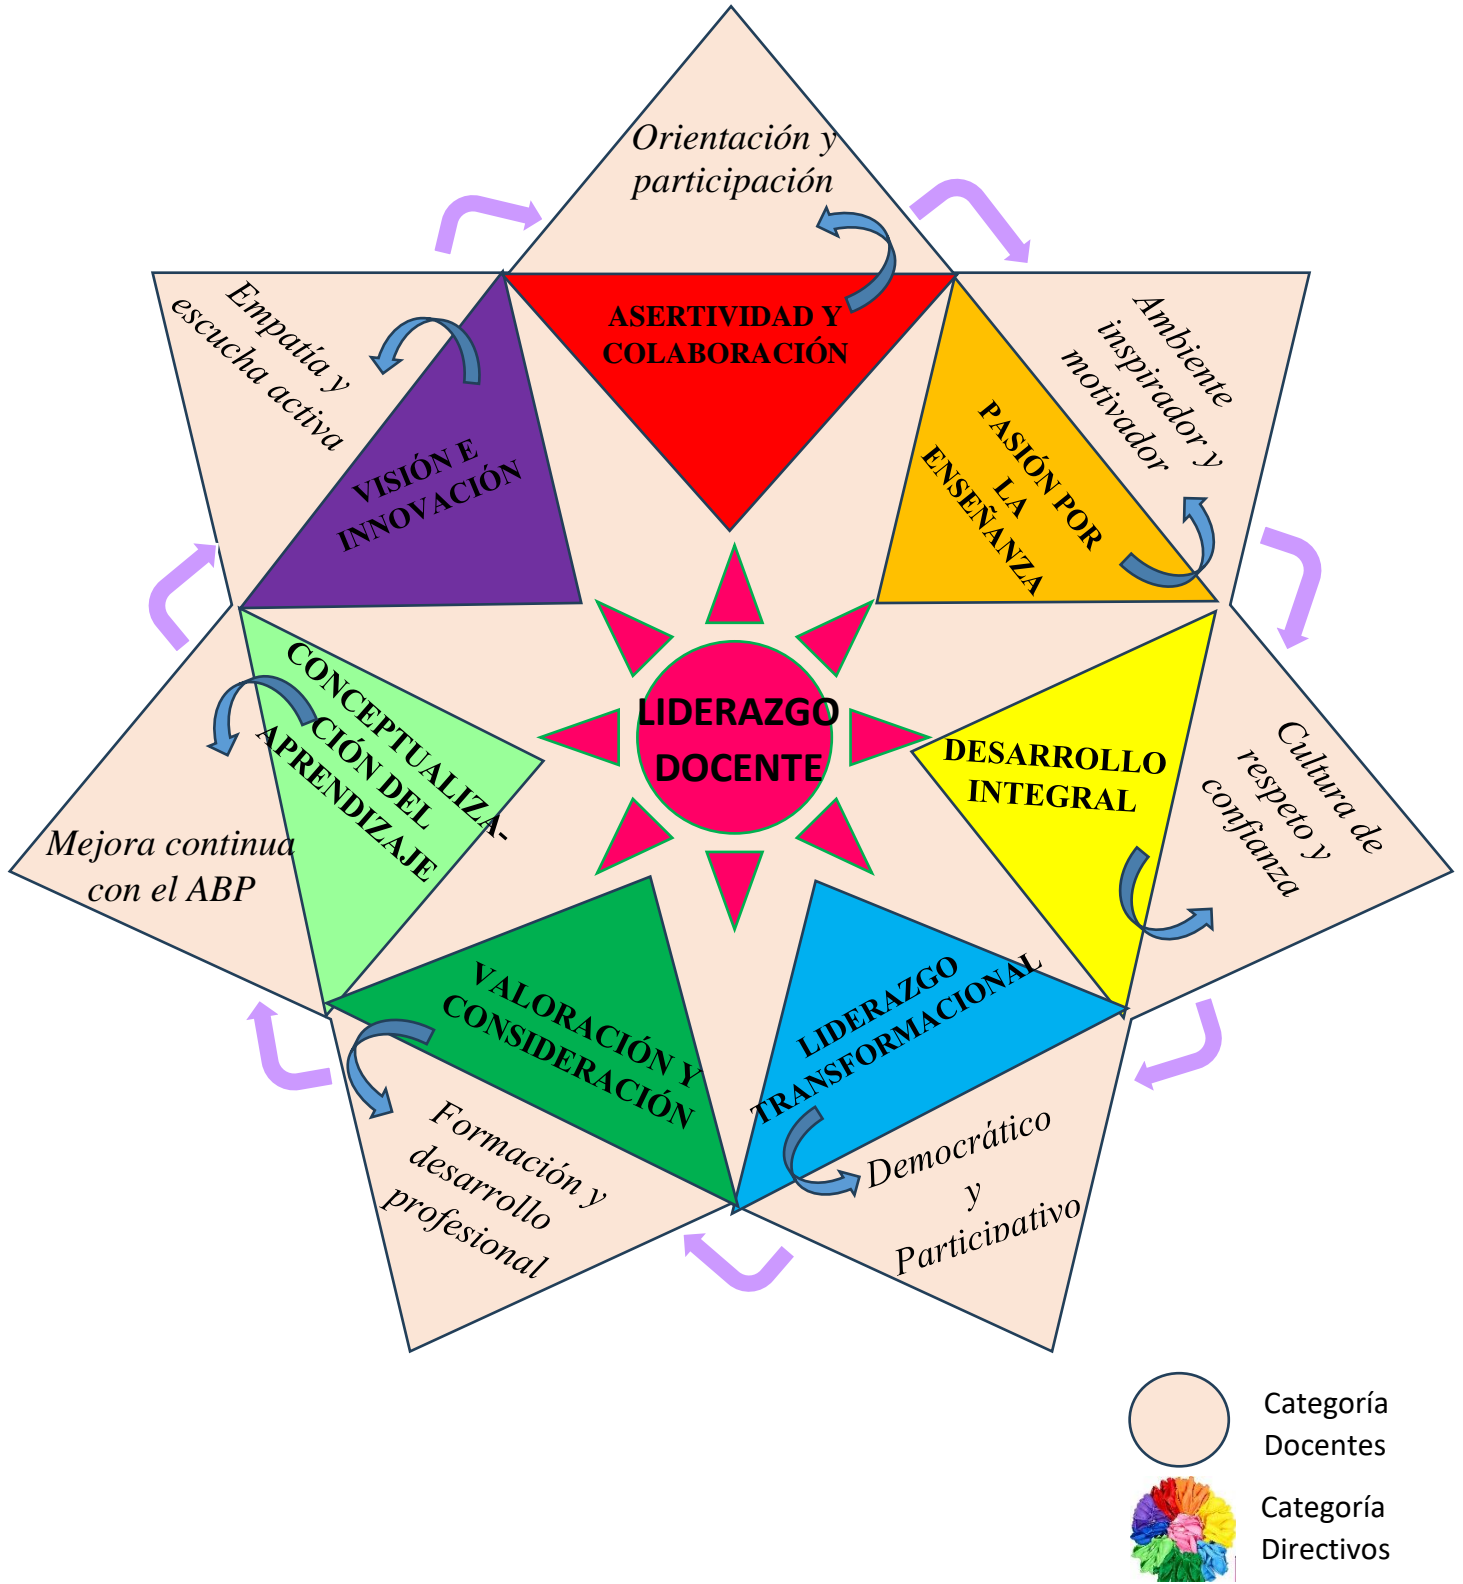 Orientación y
participación
ASERTIVIDAD Y
COLABORACIÓN
Ambiente
inspirador y
motivador
PASIÓN POR
LA
ENSEÑANZA
Cultura de
respeto y
confianza
DESARROLLO
INTEGRAL
Democrático
y
Participativo
LIDERAZGO
TRANSFORMACIONAL
Formación y
desarrollo
profesional
VALORACIÓN Y
CONSIDERACIÓN
Mejora continua
con el ABP
CONCEPTUALIZA-
CIÓN DEL
APRENDIZAJE
Empatía y
escucha activa
VISIÓN E
INNOVACIÓN
LIDERAZGO
DOCENTE
Categoría
Docentes
Categoría
Directivos